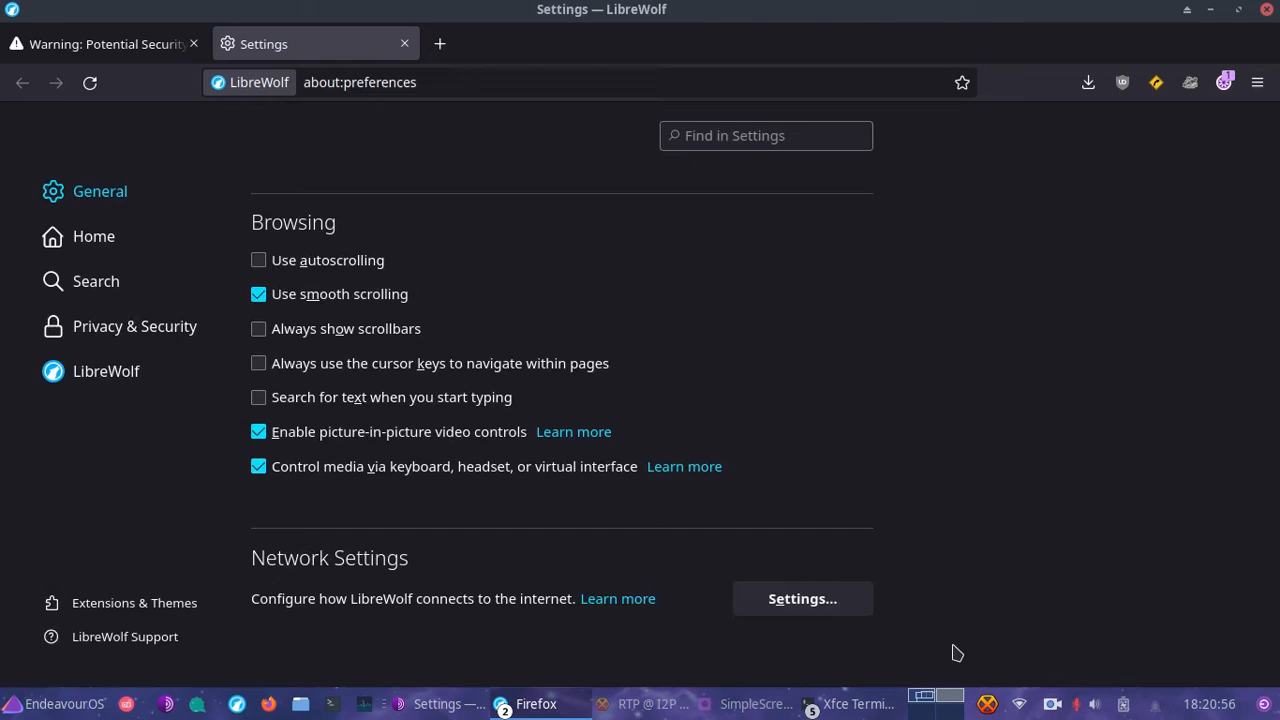 Settings — LibreWolf
Warning: Potential Security
Settings
LibreWolf about:preferences
1
Find in Settings
General
Home
Search
Privacy & Security
LibreWolf
Extensions & Themes
LibreWolf Support
Browsing
Use autoscrolling
Use smooth scrolling
Always show scrollbars
Always use the cursor keys to navigate within pages
Search for text when you start typing
Enable picture-in-picture video controls Learn more
Control media via keyboard, headset, or virtual interface Learn more
Network Settings
Configure how LibreWolf connects to the internet. Learn more
Settings...
EndeavourOS Settings —... 2 Firefox RTP @ I2P ... SimpleScre... 5 Xfce Termi... 18:20:56